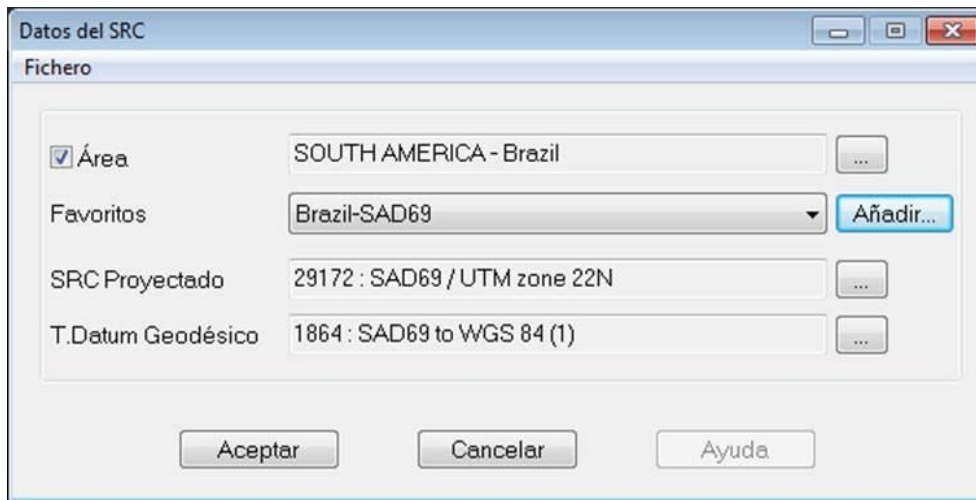 Datos del SRC
Fichero
Área SOUTH AMERICA - Brazil ...
Favoritos Brazil-SAD69 Añadir...
SRC Proyectado 29172 : SAD69 / UTM zone 22N ...
T.Datum Geodésico 1864 : SAD69 to WGS 84 (1) ...
Aceptar Cancelar Ayuda